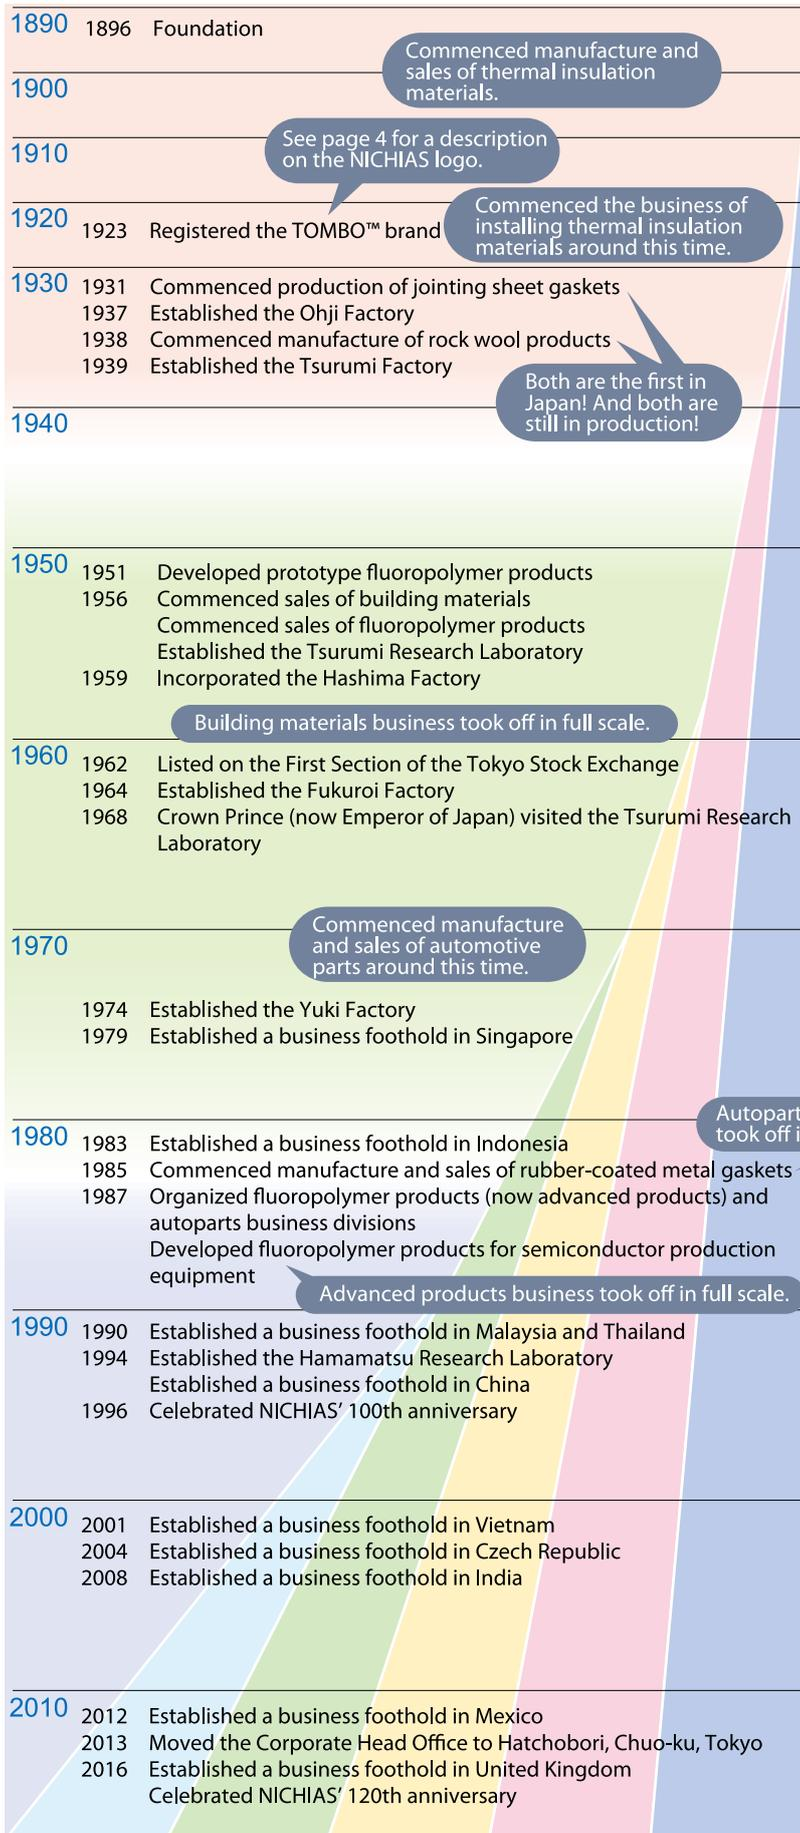 1890
1896 Foundation
Commenced manufacture and
sales of thermal insulation
materials.
1900
1910
See page 4 for a description
on the NICHIAS logo.
1920
1923 Registered the TOMBO™ brand
Commenced the business of
installing thermal insulation
materials around this time.
1930
1931 Commenced production of jointing sheet gaskets
1937 Established the Ohji Factory
1938 Commenced manufacture of rock wool products
1939 Established the Tsurumi Factory
Both are the first in
Japan! And both are
still in production!
1940
1950
1951 Developed prototype fluoropolymer products
1956 Commenced sales of building materials
Commenced sales of fluoropolymer products
Established the Tsurumi Research Laboratory
1959 Incorporated the Hashima Factory
Building materials business took off in full scale.
1960
1962 Listed on the First Section of the Tokyo Stock Exchange
1964 Established the Fukuroi Factory
1968 Crown Prince (now Emperor of Japan) visited the Tsurumi Research
Laboratory
1970
Commenced manufacture
and sales of automotive
parts around this time.
1974 Established the Yuki Factory
1979 Established a business foothold in Singapore
Autopart
took off i
1980
1983 Established a business foothold in Indonesia
1985 Commenced manufacture and sales of rubber-coated metal gaskets
1987 Organized fluoropolymer products (now advanced products) and
autoparts business divisions
Developed fluoropolymer products for semiconductor production
equipment
Advanced products business took off in full scale.
1990
1990 Established a business foothold in Malaysia and Thailand
1994 Established the Hamamatsu Research Laboratory
Established a business foothold in China
1996 Celebrated NICHIAS’ 100th anniversary
2000
2001 Established a business foothold in Vietnam
2004 Established a business foothold in Czech Republic
2008 Established a business foothold in India
2010
2012 Established a business foothold in Mexico
2013 Moved the Corporate Head Office to Hatchobori, Chuo-ku, Tokyo
2016 Established a business foothold in United Kingdom
Celebrated NICHIAS’ 120th anniversary